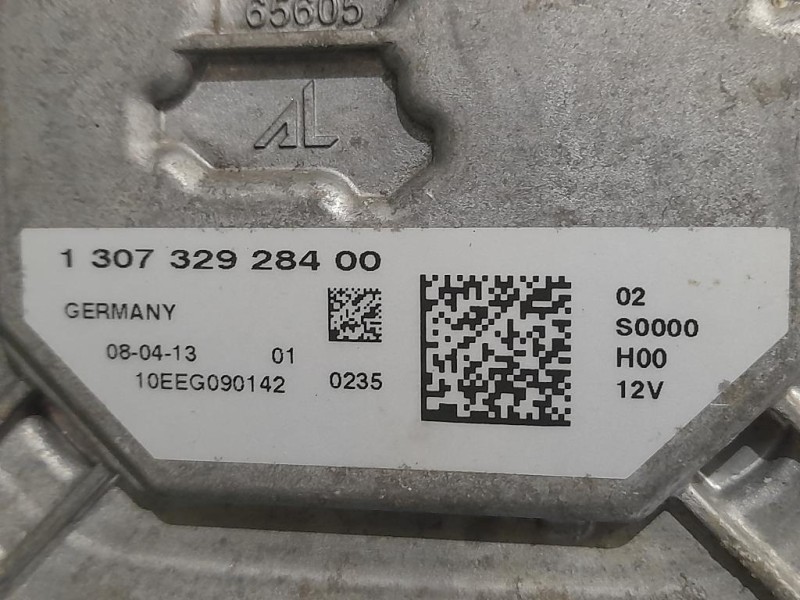 65605
AL
1 307 329 284 00
GERMANY
08-04-13 01
10EEG090142 0235
02
S0000
H00
12V